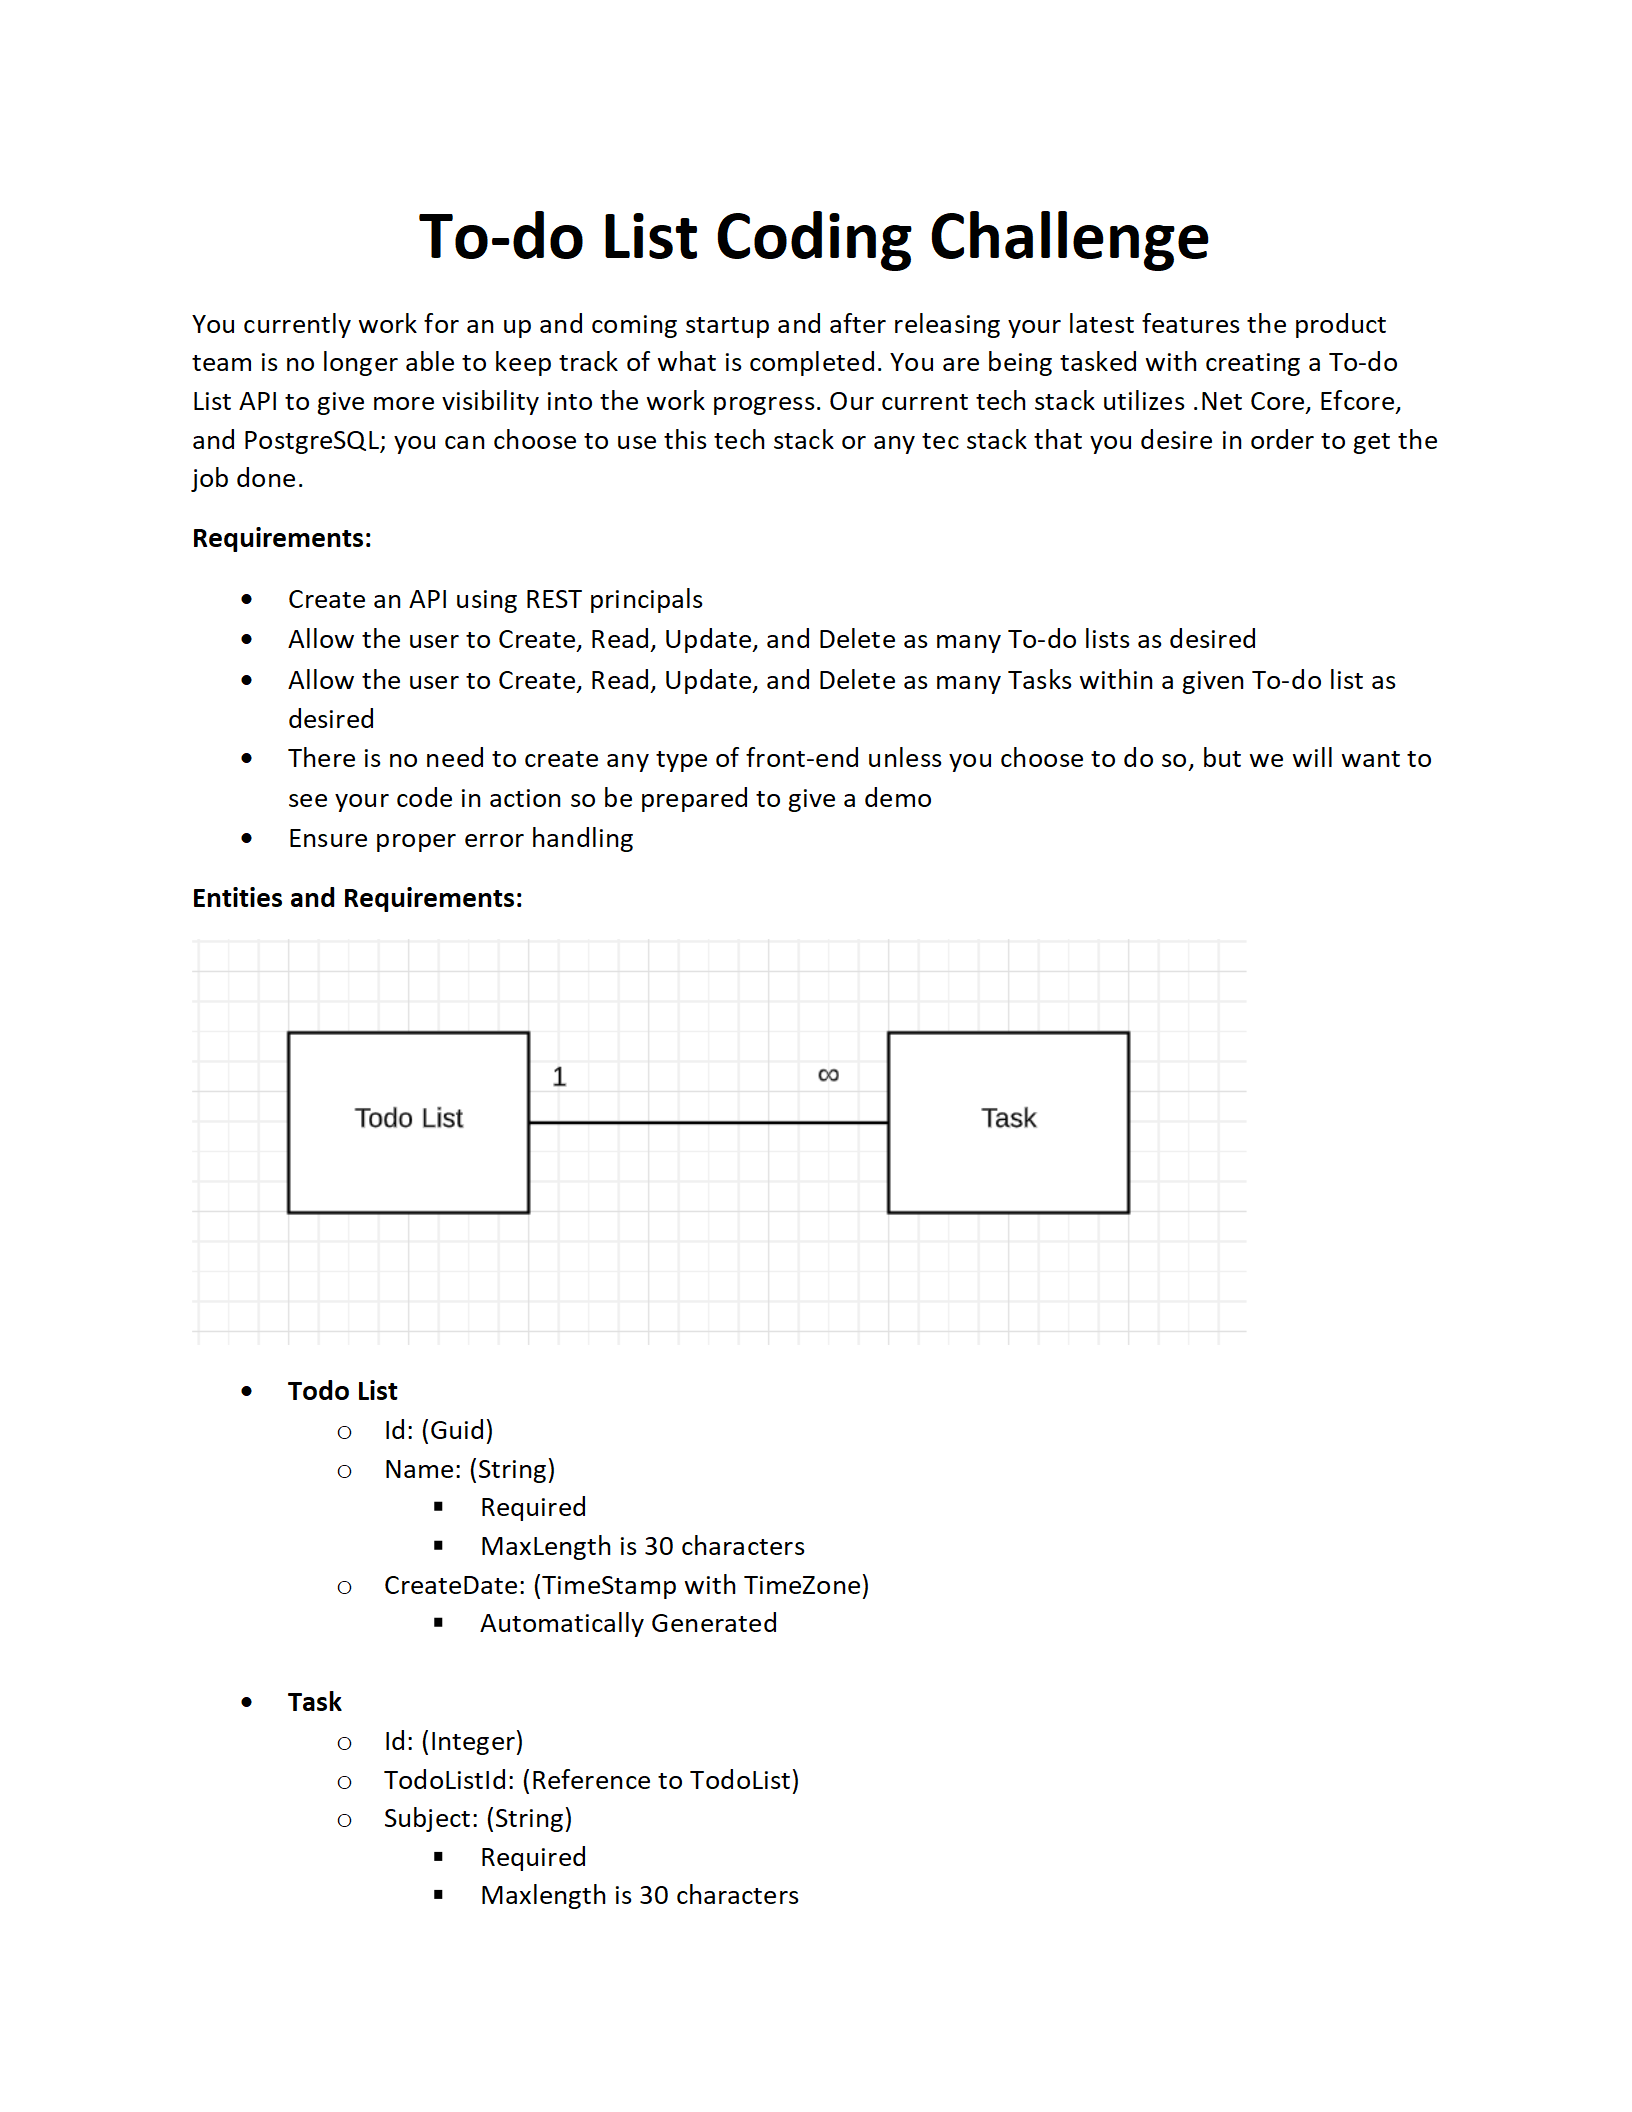 To-do List Coding Challenge
You currently work for an up and coming startup and after releasing your latest features the product
team is no longer able to keep track of what is completed. You are being tasked with creating a To-do
List API to give more visibility into the work progress. Our current tech stack utilizes .Net Core, Efcore,
and PostgreSQL; you can choose to use this tech stack or any tec stack that you desire in order to get the
job done.
Requirements:
• Create an API using REST principals
• Allow the user to Create, Read, Update, and Delete as many To-do lists as desired
• Allow the user to Create, Read, Update, and Delete as many Tasks within a given To-do list as
desired
• There is no need to create any type of front-end unless you choose to do so, but we will want to
see your code in action so be prepared to give a demo
• Ensure proper error handling
Entities and Requirements:
1 ∞
Todo List Task
• Todo List
o Id: (Guid)
o Name: (String)
▪ Required
▪ MaxLength is 30 characters
o CreateDate: (TimeStamp with TimeZone)
▪ Automatically Generated
• Task
o Id: (Integer)
o TodoListId: (Reference to TodoList)
o Subject: (String)
▪ Required
▪ Maxlength is 30 characters